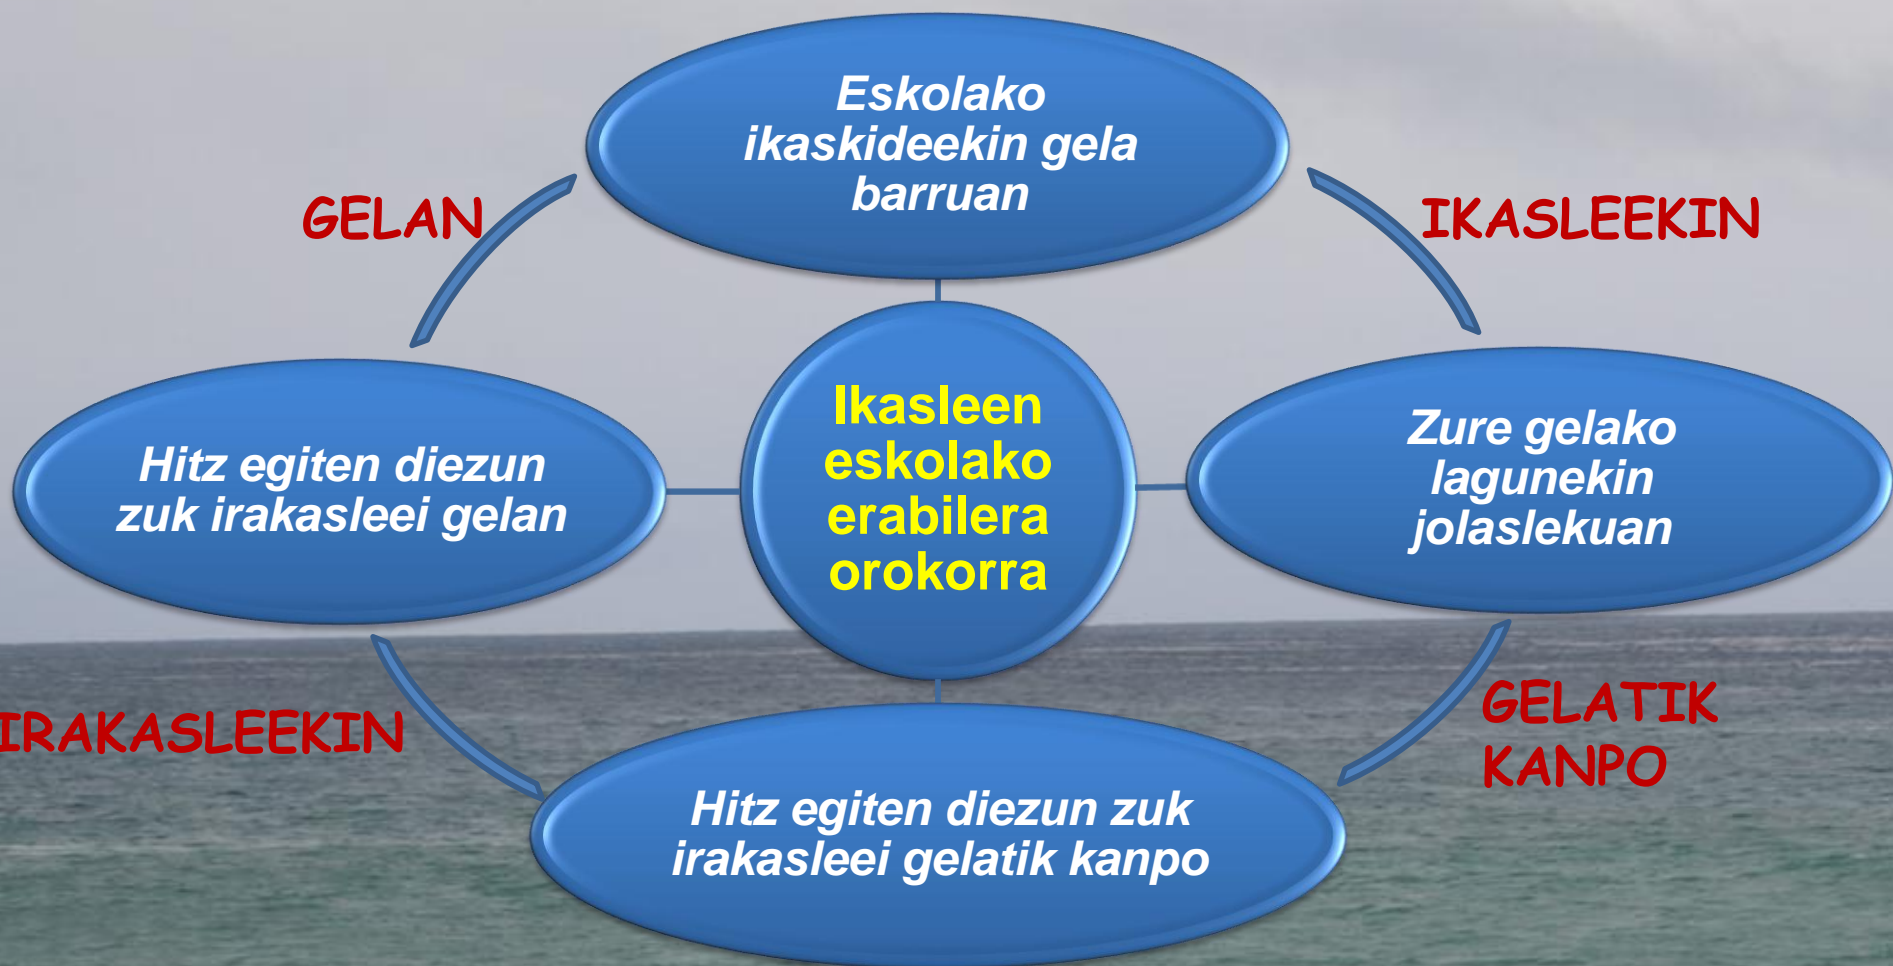 Eskolako
ikaskideekin gela
barruan
GELAN
IKASLEEKIN
Hitz egiten diezun
zuk irakasleei gelan
Ikasleen
eskolako
erabilera
orokorra
Zure gelako
lagunekin
jolaslekuan
IRAKASLEEKIN
GELATIK
KANPO
Hitz egiten diezun zuk
irakasleei gelatik kanpo